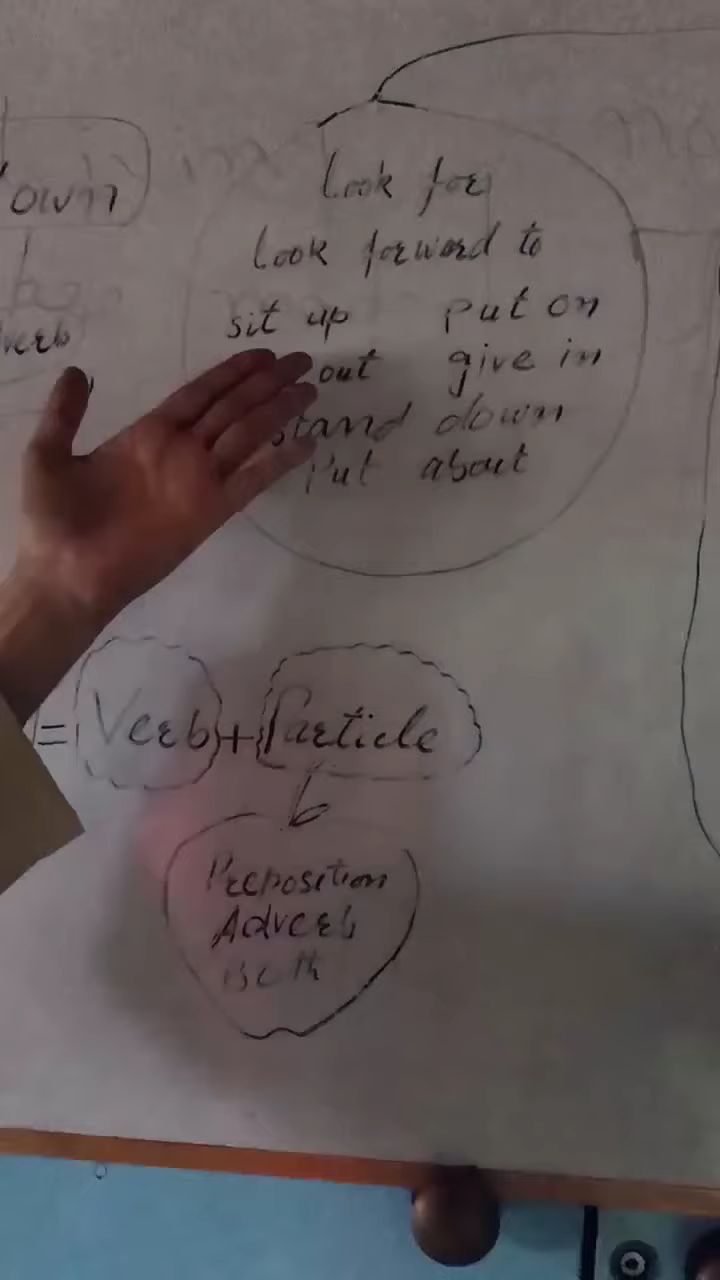 Look for
Look forward to
sit up put on
out give in
stand down
Put about
= Verb + Particle
Preposition
Adverb
Both